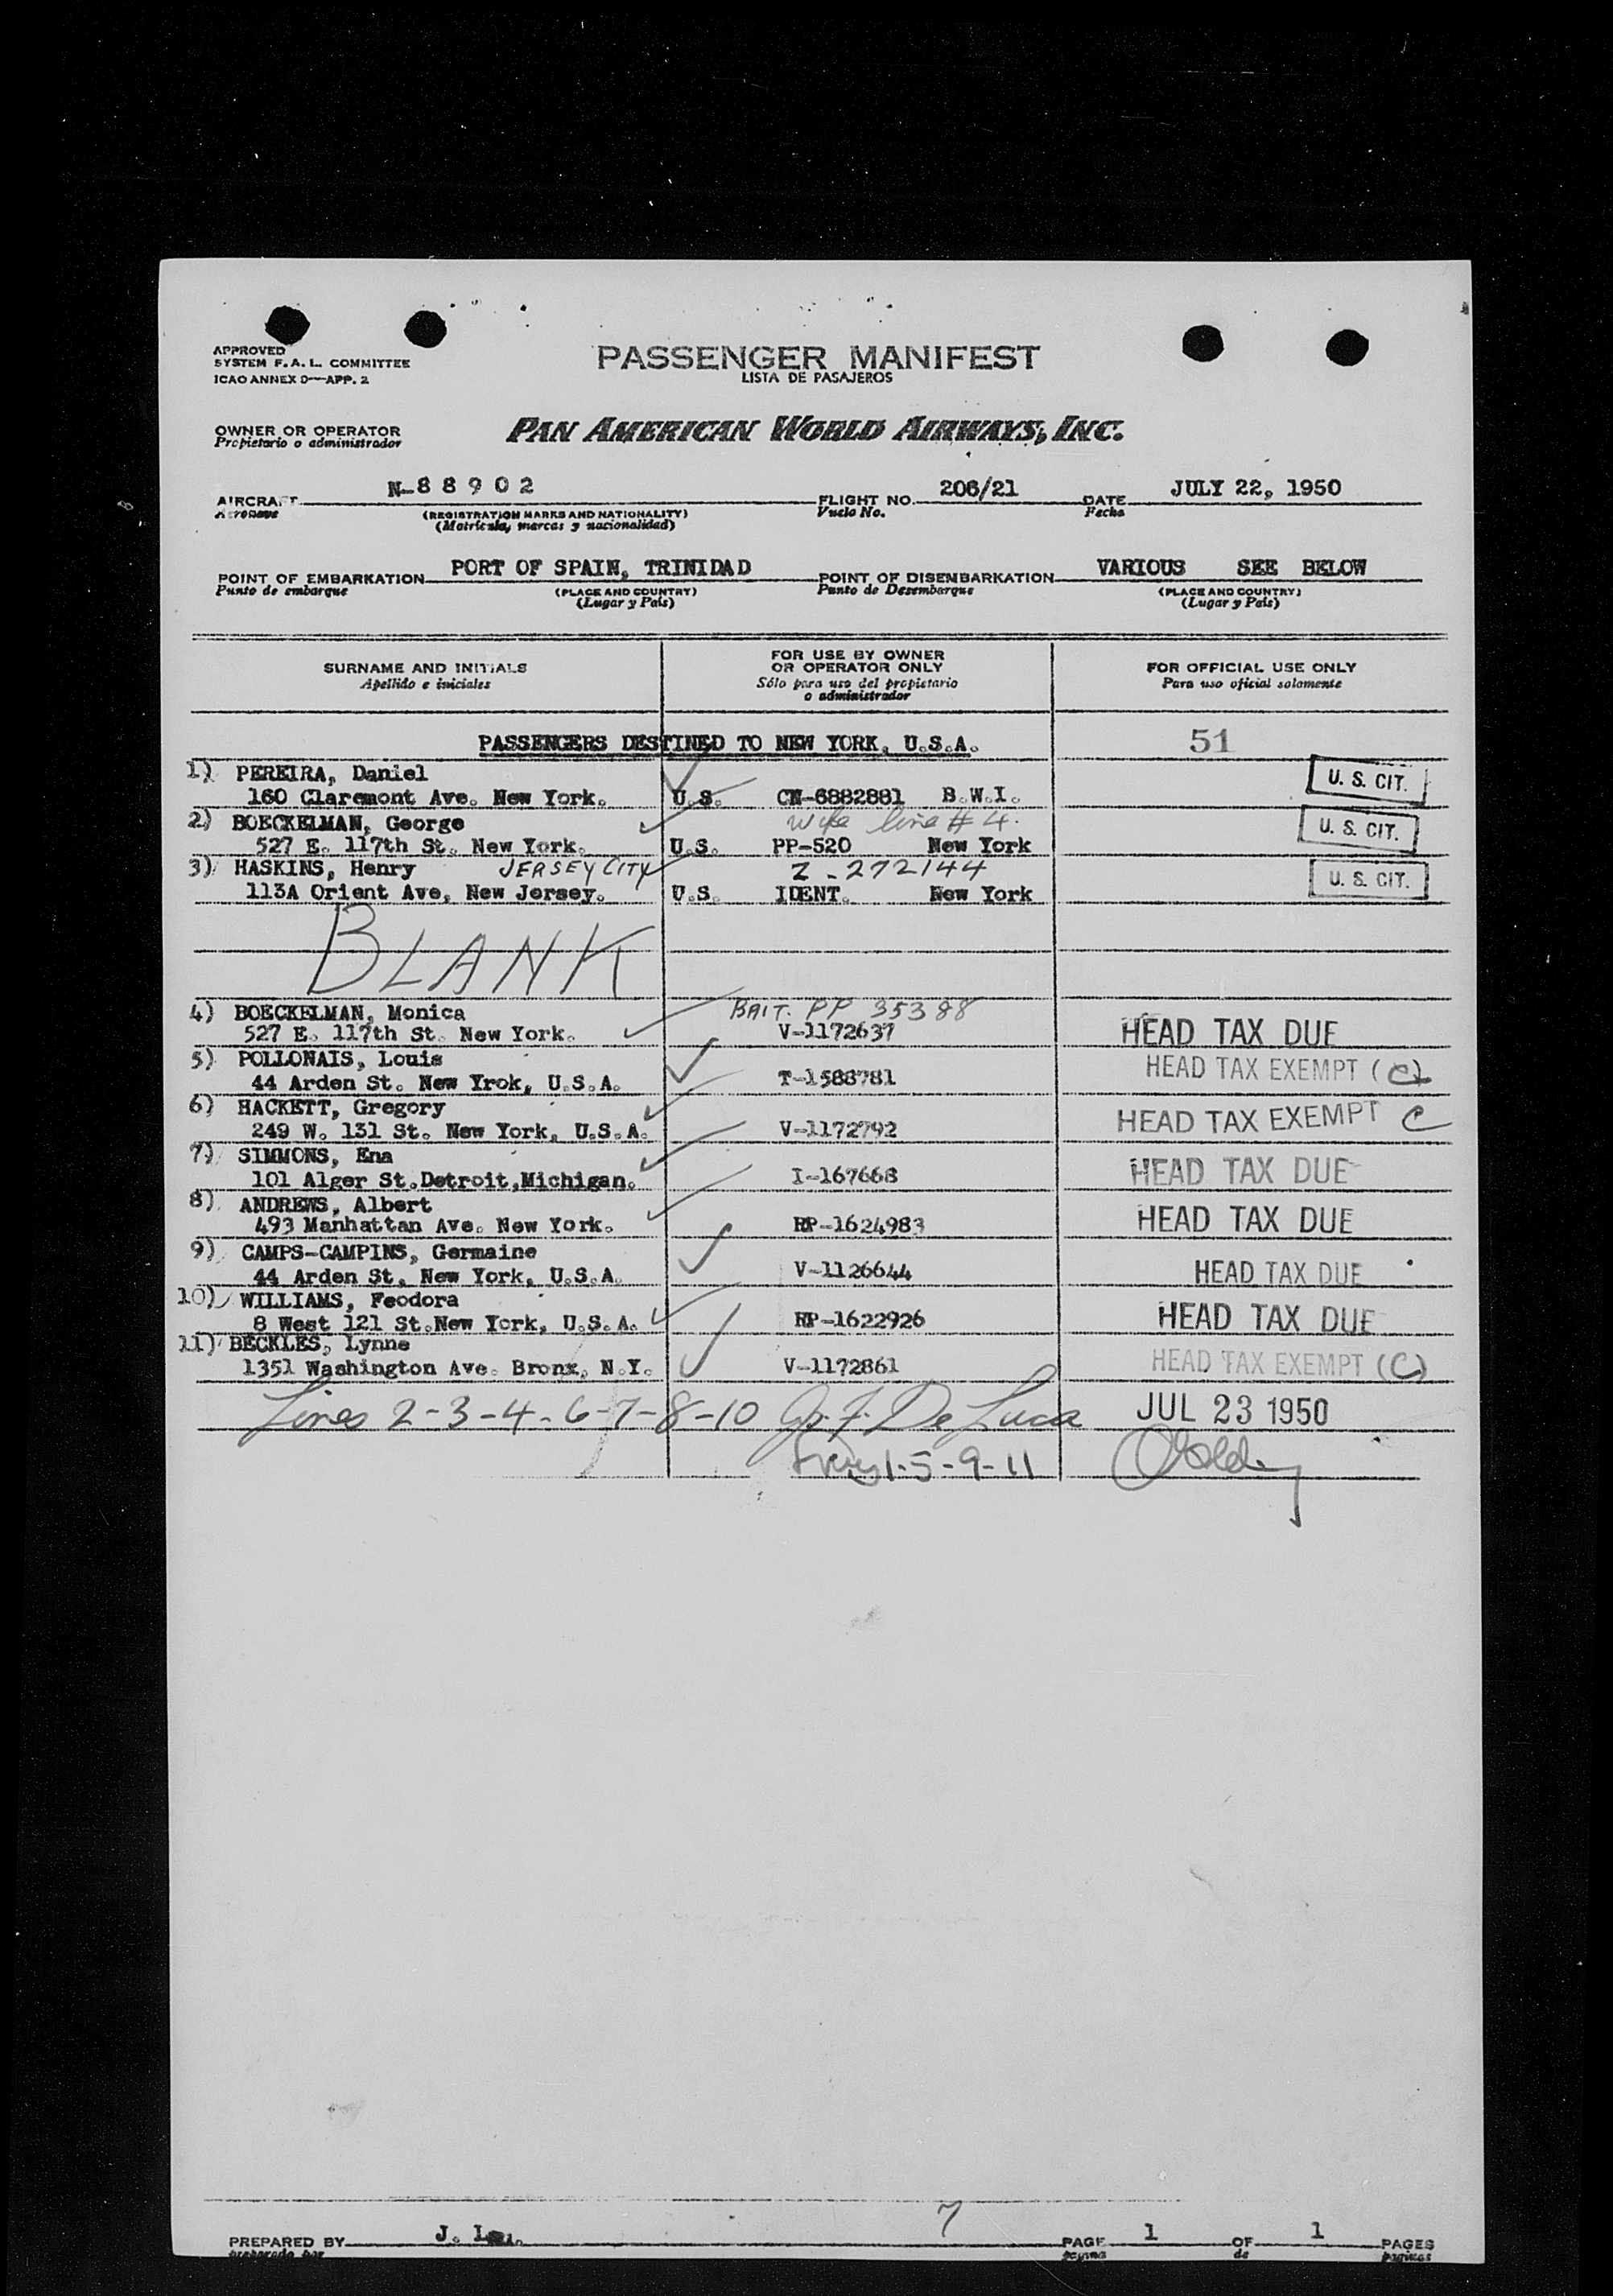 APPROVED
SYSTEM F.A.L. COMMITTEE
ICAO ANNEX 9—APP. 2
PASSENGER MANIFEST
LISTA DE PASAJEROS
OWNER OR OPERATOR
Propietario o administrador
PAN AMERICAN WORLD AIRWAYS, INC.
AIRCRAFT N-88902 FLIGHT NO. 206/21 DATE JULY 22, 1950
Aeronave (REGISTRATION MARKS AND NATIONALITY) Vuelo No. Fecha
(Matrícula, marcas y nacionalidad)
POINT OF EMBARKATION PORT OF SPAIN, TRINIDAD POINT OF DISEMBARKATION VARIOUS SEE BELOW
Punto de embarque (PLACE AND COUNTRY) Punto de Desembarque (PLACE AND COUNTRY)
(Lugar y País) (Lugar y País)
SURNAME AND INITIALS FOR USE BY OWNER OR OPERATOR ONLY FOR OFFICIAL USE ONLY
Apellido e iniciales Sólo para uso del propietario o administrador Para uso oficial solamente
PASSENGERS DESTINED TO NEW YORK, U.S.A. 51
1) PEREIRA, Daniel
160 Claremont Ave. New York. U.S. CN-6882881 B.W.I. U. S. CIT.
2) BOECKELMAN, George wife line # 4.
527 E. 117th St. New York. U.S. PP-520 New York U. S. CIT.
3) HASKINS, Henry JERSEY CITY Z-272144
113A Orient Ave, New Jersey. U.S. IDENT. New York U. S. CIT.
BLANK
4) BOECKELMAN, Monica BRIT. PP 35388
527 E. 117th St. New York. V-1172637 HEAD TAX DUE
5) POLLONAIS, Louis
44 Arden St. New Yrok, U.S.A. T-1588781 HEAD TAX EXEMPT (C)
6) HACKETT, Gregory
249 W. 131 St. New York, U.S.A. V-1172792 HEAD TAX EXEMPT C
7) SIMMONS, Ena
101 Alger St.Detroit,Michigan. I-167668 HEAD TAX DUE
8) ANDREWS, Albert
493 Manhattan Ave. New York. RP-1624983 HEAD TAX DUE
9) CAMPS-CAMPINS, Germaine
44 Arden St. New York, U.S.A. V-1126644 HEAD TAX DUE
10) WILLIAMS, Feodora
8 West 121 St.New York, U.S.A. RP-1622926 HEAD TAX DUE
11) BECKLES, Lynne
1351 Washington Ave. Bronx, N.Y. V-1172861 HEAD TAX EXEMPT (C)
Lines 2-3-4-6-7-8-10 De Luca JUL 23 1950
1-5-9-11
7
PREPARED BY J. PAGE 1 OF 1 PAGES
preparado por página de páginas